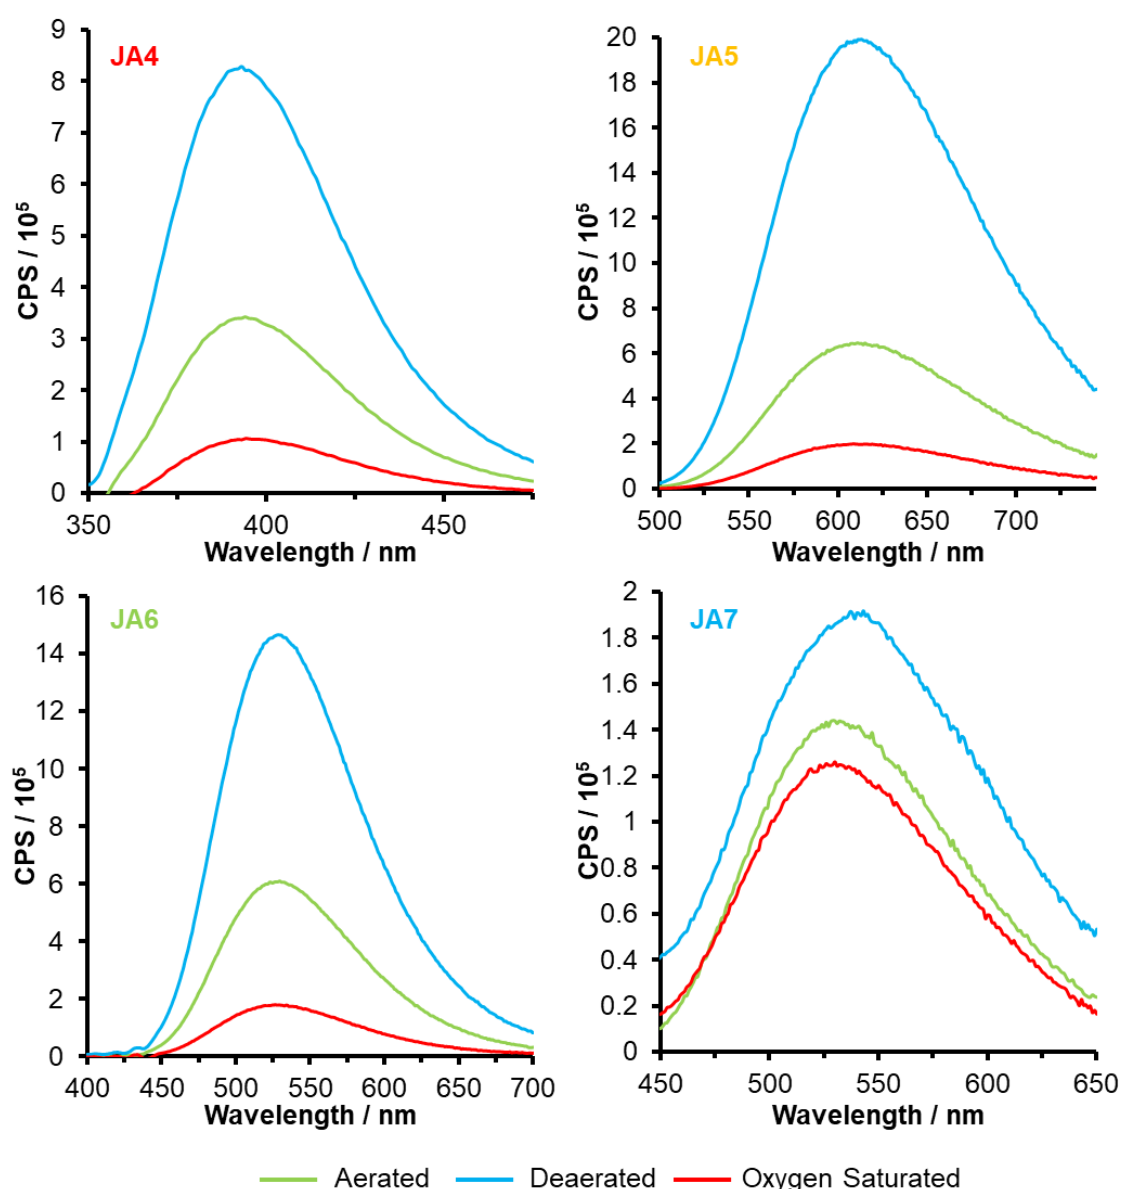 JA4
CPS / 10⁵
9
8
7
6
5
4
3
2
1
0
350 400 450
Wavelength / nm
JA5
CPS / 10⁵
20
18
16
14
12
10
8
6
4
2
0
500 550 600 650 700
Wavelength / nm
JA6
CPS / 10⁵
16
14
12
10
8
6
4
2
0
400 450 500 550 600 650 700
Wavelength / nm
JA7
CPS / 10⁵
2
1.8
1.6
1.4
1.2
1
0.8
0.6
0.4
0.2
0
450 500 550 600 650
Wavelength / nm
Aerated Deaerated Oxygen Saturated